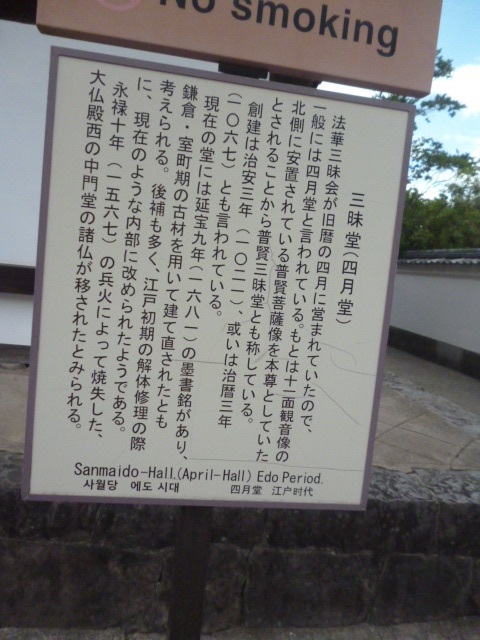 No smoking
三昧堂(四月堂)
法華三昧会が旧暦の四月に営まれていたので、
一般には四月堂と言われている。もとは十一面観音像の
北側に安置されている普賢菩薩像を本尊としていた
とされることから普賢三昧堂とも称している。
創建は治安三年(一〇二一)、或いは治暦三年
(一〇六七)とも言われている。
現在の堂には延宝九年(一六八一)の墨書銘があり、
鎌倉・室町期の古材を用いて建て直されたとも
考えられる。後補も多く、江戸初期の解体修理の際
に、現在のような内部に改められたようである。
永禄十年(一五六七)の兵火によって焼失した、
大仏殿西の中門堂の諸仏が移されたとみられる。
Sanmaido-Hall.(April-Hall) Edo Period.
사월당 에도 시대 四月堂 江户时代